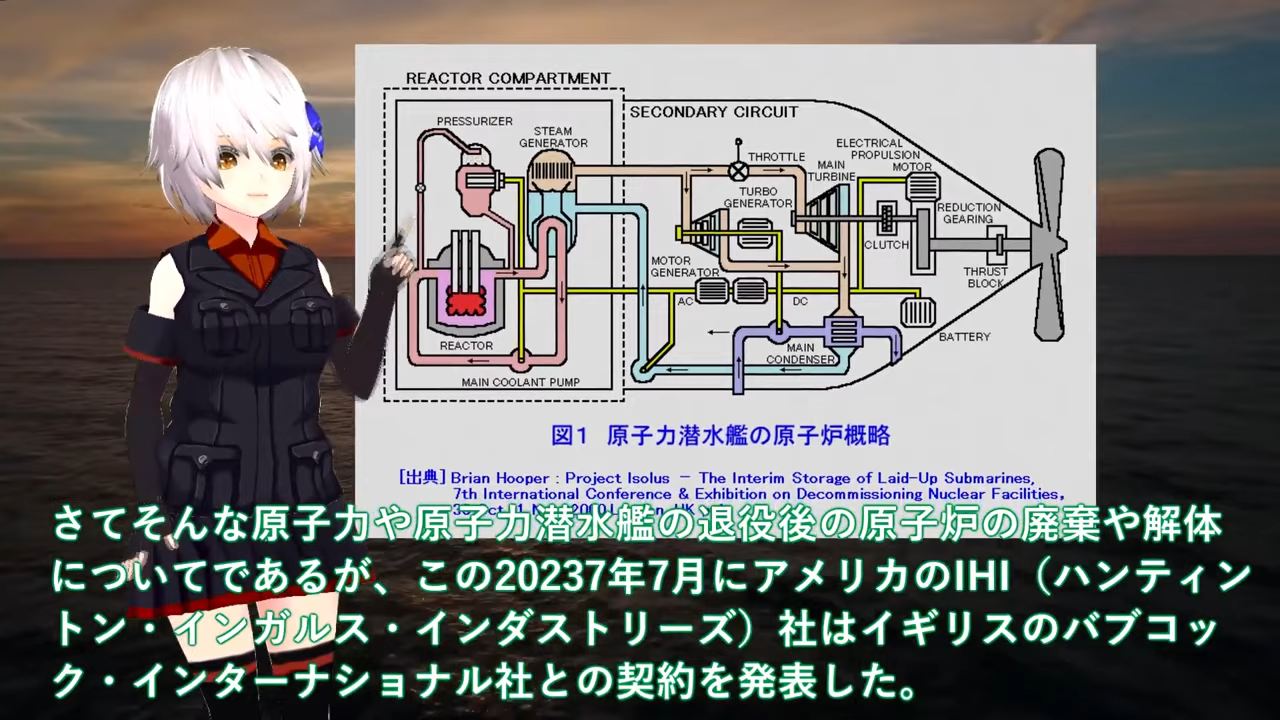 REACTOR COMPARTMENT
SECONDARY CIRCUIT
PRESSURIZER
STEAM
GENERATOR
THROTTLE
ELECTRICAL
PROPULSION
MOTOR
MAIN
TURBINE
TURBO
GENERATOR
REDUCTION
GEARING
CLUTCH
MOTOR
GENERATOR
THRUST
BLOCK
AC
DC
BATTERY
REACTOR
MAIN
CONDENSER
MAIN COOLANT PUMP
図1 原子力潜水艦の原子炉概略
[出典] Brian Hooper : Project Isolus － The Interim Storage of Laid-Up Submarines,
7th International Conference & Exhibition on Decommissioning Nuclear Facilities,
さてそんな原子力や原子力潜水艦の退役後の原子炉の廃棄や解体
についてであるが、この20237年7月にアメリカのIHI（ハンティン
トン・インガルス・インダストリーズ）社はイギリスのバブコッ
ク・インターナショナル社との契約を発表した。